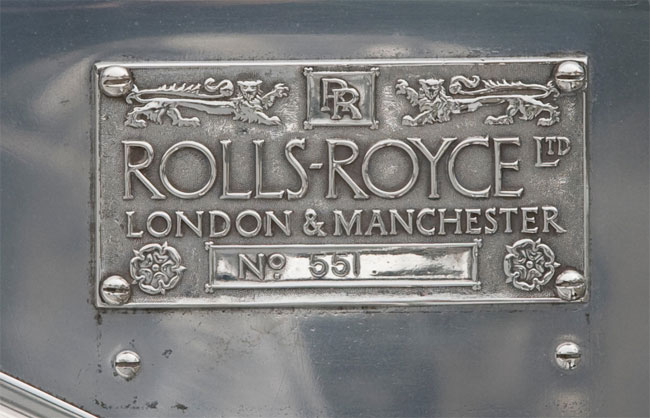 RR
ROLLS-ROYCE LTD
LONDON & MANCHESTER
Nº 551